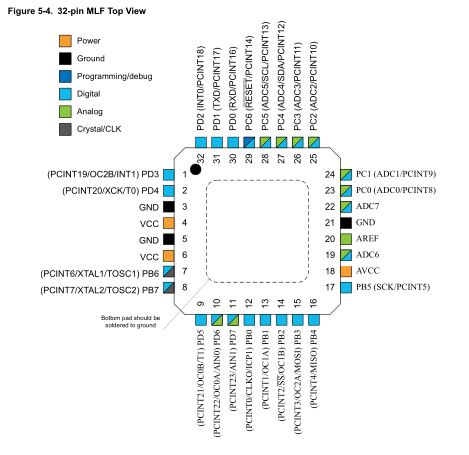 Figure 5-4. 32-pin MLF Top View
Power
Ground
Programming/debug
Digital
Analog
Crystal/CLK
PD2 (INT0/PCINT18)
PD1 (TXD/PCINT17)
PD0 (RXD/PCINT16)
PC6 (RESET/PCINT14)
PC5 (ADC5/SCL/PCINT13)
PC4 (ADC4/SDA/PCINT12)
PC3 (ADC3/PCINT11)
PC2 (ADC2/PCINT10)
32
31
30
29
28
27
26
25
(PCINT19/OC2B/INT1) PD3 1
(PCINT20/XCK/T0) PD4 2
GND 3
VCC 4
GND 5
VCC 6
(PCINT6/XTAL1/TOSC1) PB6 7
(PCINT7/XTAL2/TOSC2) PB7 8
24 PC1 (ADC1/PCINT9)
23 PC0 (ADC0/PCINT8)
22 ADC7
21 GND
20 AREF
19 ADC6
18 AVCC
17 PB5 (SCK/PCINT5)
Bottom pad should be
soldered to ground
9
10
11
12
13
14
15
16
(PCINT21/OC0B/T1) PD5
(PCINT22/OC0A/AIN0) PD6
(PCINT23/AIN1) PD7
(PCINT0/CLKO/ICP1) PB0
(PCINT1/OC1A) PB1
(PCINT2/SS/OC1B) PB2
(PCINT3/OC2A/MOSI) PB3
(PCINT4/MISO) PB4